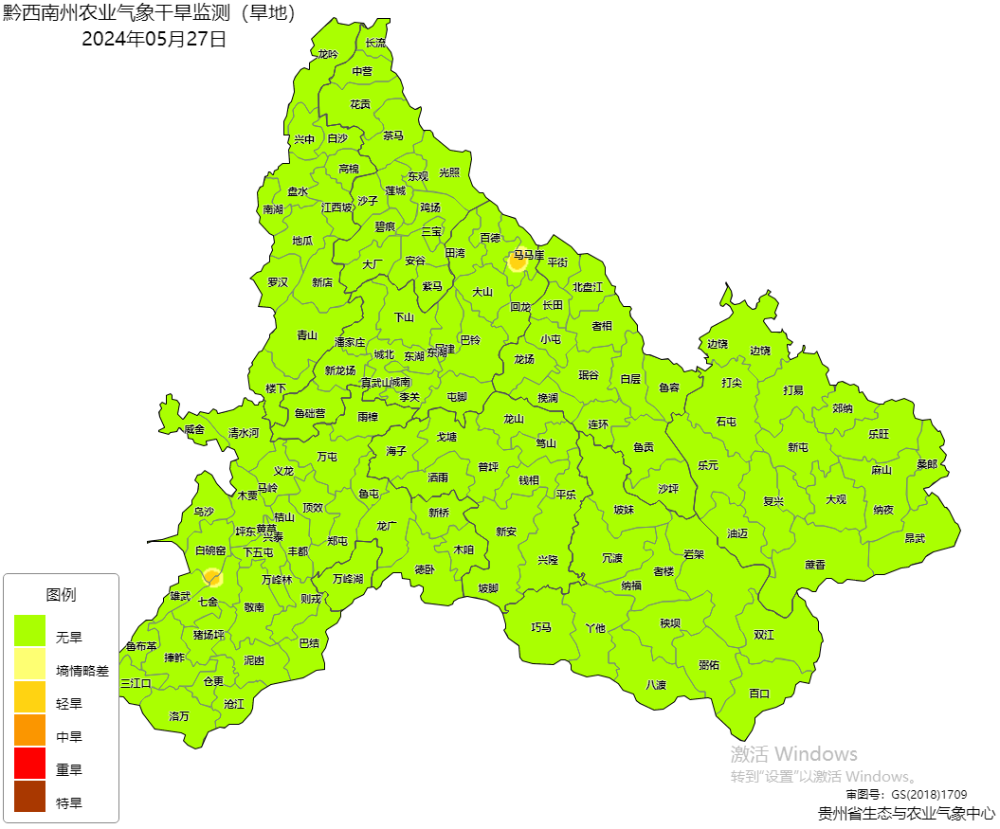 黔西南州农业气象干旱监测（旱地）
2024年05月27日
长流
龙吟
中营
花贡
茶马
兴中
白沙
高棉
光照
东观
莲城
盘水
沙子
南湖
江西坡
鸡场
碧痕
三宝
百德
地瓜
田湾
马马崖
安谷
平街
大厂
罗汉
新店
紫马
北盘江
大山
长田
回龙
下山
者相
青山
潘家庄
巴铃
小屯
边饶
边饶
城北
东湖
东湖
龙场
新龙场
珉谷
白层
真武山
城南
打尖
鱼容
楼下
打易
李关
屯脚
挽澜
鱼础营
雨樟
郊纳
龙山
石屯
连环
威舍
清水河
戈塘
乐旺
笃山
鱼贡
新屯
海子
万屯
乐元
普坪
麻山
蔗郎
义龙
洒雨
钱相
马岭
沙坪
木贾
鱼屯
平乐
复兴
大观
顶效
坡妹
纳夜
乌沙
新桥
桔山
黄草
坪东
兴泰
龙广
新安
油迈
昂武
郑屯
白碗窑
下五屯
丰都
木咱
岩架
兴隆
冗渡
蔗香
德卧
者楼
七舍
万峰林
万峰湖
纳福
坡脚
雄武
则戎
敬南
秧坝
巧马
丫他
猪场坪
双江
巴结
鱼布革
捧鲊
泥凼
弼佑
三江口
仓更
八渡
百口
沧江
洛万
图例
无旱
墒情略差
轻旱
中旱
重旱
特旱
激活 Windows
转到“设置”以激活 Windows。
审图号：GS(2018)1709
贵州省生态与农业气象中心